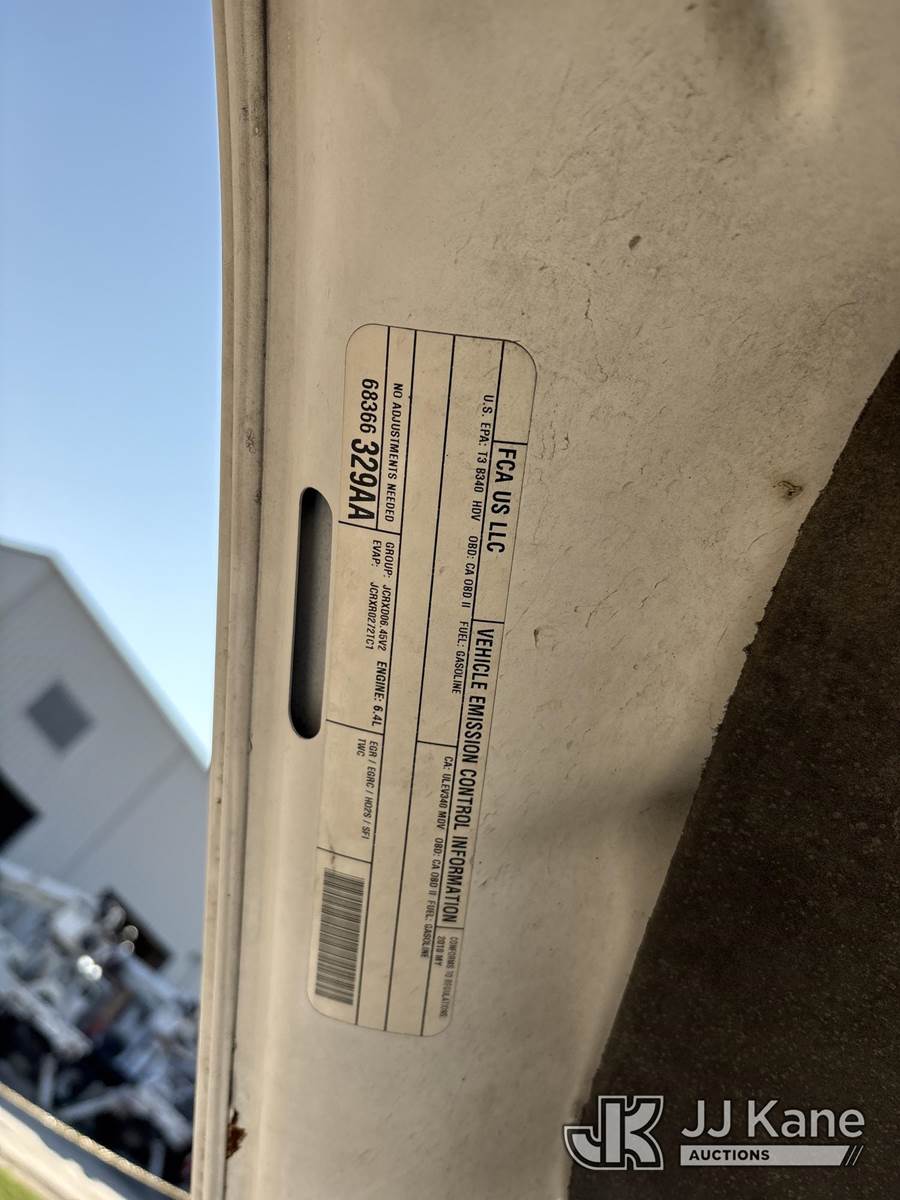 FCA US LLC
VEHICLE EMISSION CONTROL INFORMATION
CONFORMS TO REGULATIONS
2018 MY
U.S. EPA: T3 B340 HDV OBD: CA OBD II FUEL: GASOLINE
CA: ULEV340 MDV OBD: CA OBD II FUEL: GASOLINE
NO ADJUSTMENTS NEEDED
68366 329AA
GROUP: JCRXD06.45V2 ENGINE: 6.4L
EVAP: JCRXR0272TC1
EGR / EGRC / HO2S / SFI
TWC
JK JJ Kane
AUCTIONS